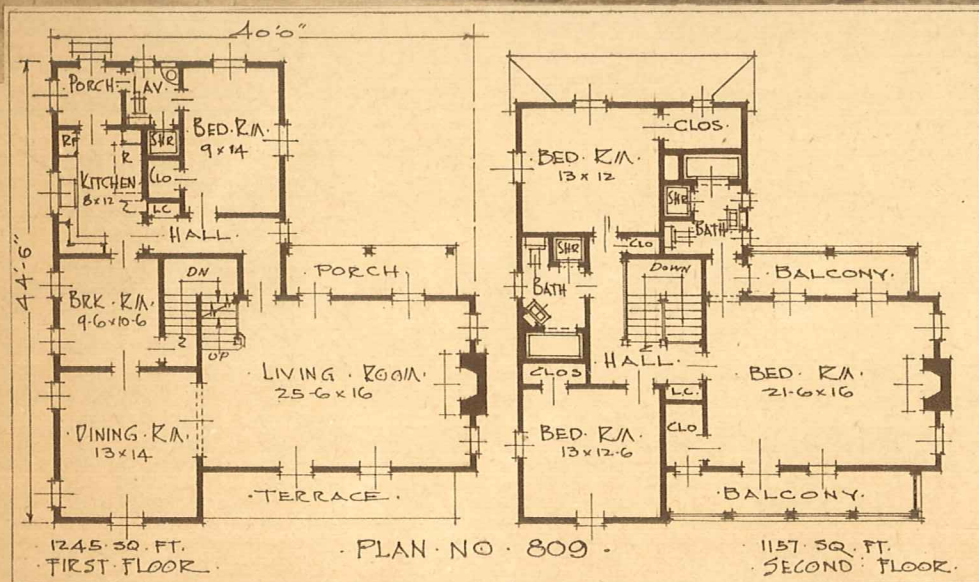 40'-0"
44'-6"
PORCH
LAV.
BED. RM.
9 x 14
RF
R
SHR
KITCHEN
8 x 12
CLO
L.C.
HALL
PORCH
DN
BRK. RM.
9-6 x 10-6
UP
LIVING ROOM.
25-6 x 16
DINING. RM.
13 x 14
TERRACE.
1245 SQ. FT.
FIRST FLOOR.
PLAN NO. 809.
CLOS.
BED. RM.
13 x 12
SHR
BATH
CLO
SHR
BATH
DOWN
BALCONY.
HALL
CLOS
L.C.
BED. RM.
21-6 x 16
CLO
BED. RM.
13 x 12-6
BALCONY.
1157 SQ. FT.
SECOND FLOOR.